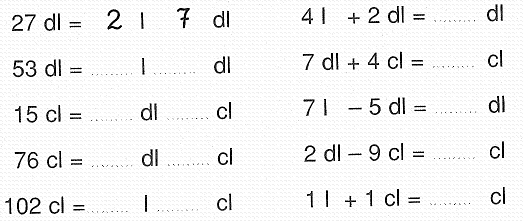 27 dl = 2 l 7 dl
53 dl = ........ l ........ dl
15 cl = ........ dl ........ cl
76 cl = ........ dl ........ cl
102 cl = ........ l ........ cl
4 l + 2 dl = ........ dl
7 dl + 4 cl = ........ cl
7 l – 5 dl = ........ dl
2 dl – 9 cl = ........ cl
1 l + 1 cl = ........ cl